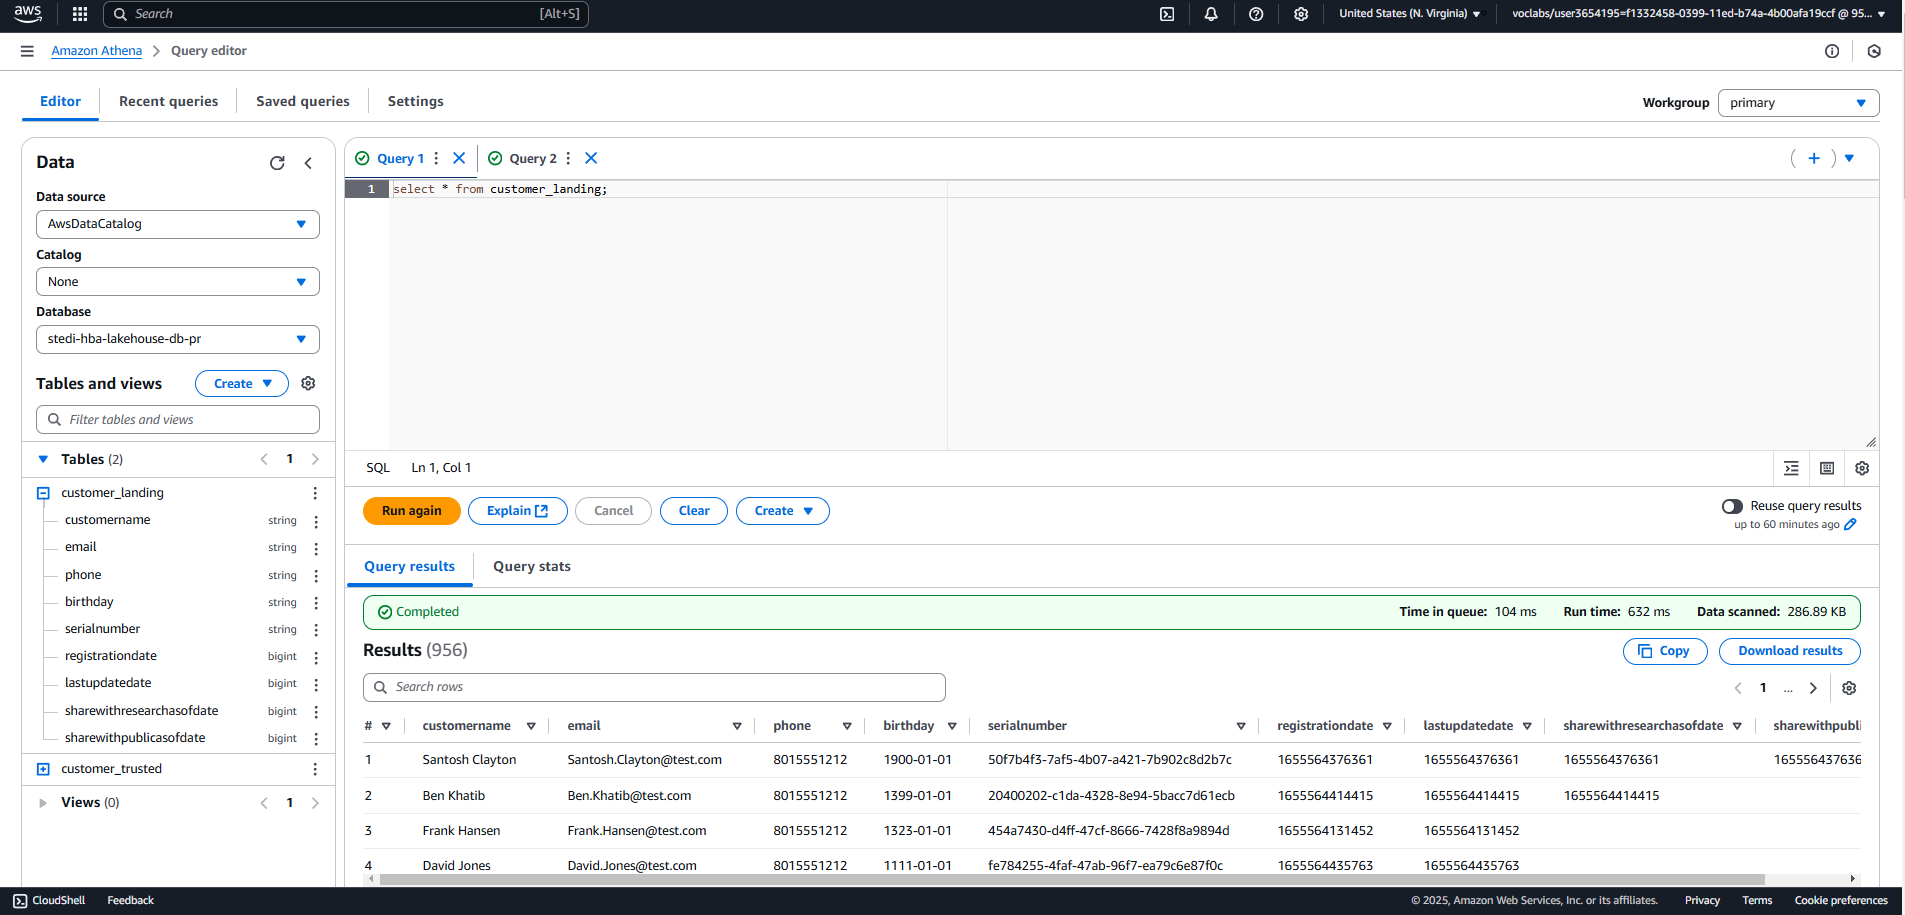 aws
Search [Alt+S]
United States (N. Virginia)
voclabs/user3654195=f1332458-0399-11ed-b74a-4b00afa19ccf @ 95...
Amazon Athena > Query editor
Editor
Recent queries
Saved queries
Settings
Workgroup
primary
Data
Data source
AwsDataCatalog
Catalog
None
Database
stedi-hba-lakehouse-db-pr
Tables and views
Create
Filter tables and views
Tables (2)
1
customer_landing
customername string
email string
phone string
birthday string
serialnumber string
registrationdate bigint
lastupdatedate bigint
sharewithresearchasofdate bigint
sharewithpublicasofdate bigint
customer_trusted
Views (0)
1
Query 1
Query 2
1 select * from customer_landing;
SQL Ln 1, Col 1
Run again
Explain
Cancel
Clear
Create
Reuse query results
up to 60 minutes ago
Query results
Query stats
Completed
Time in queue: 104 ms
Run time: 632 ms
Data scanned: 286.89 KB
Results (956)
Copy
Download results
Search rows
1 ...
# customername email phone birthday serialnumber registrationdate lastupdatedate sharewithresearchasofdate sharewithpubli
1 Santosh Clayton Santosh.Clayton@test.com 8015551212 1900-01-01 50f7b4f3-7af5-4b07-a421-7b902c8d2b7c 1655564376361 1655564376361 1655564376361 165556437636
2 Ben Khatib Ben.Khatib@test.com 8015551212 1399-01-01 20400202-c1da-4328-8e94-5bacc7d61ecb 1655564414415 1655564414415 1655564414415
3 Frank Hansen Frank.Hansen@test.com 8015551212 1323-01-01 454a7430-d4ff-47cf-8666-7428f8a9894d 1655564131452 1655564131452
4 David Jones David.Jones@test.com 8015551212 1111-01-01 fe784255-4faf-47ab-96f7-ea79c6e87f0c 1655564435763 1655564435763
CloudShell
Feedback
© 2025, Amazon Web Services, Inc. or its affiliates.
Privacy
Terms
Cookie preferences